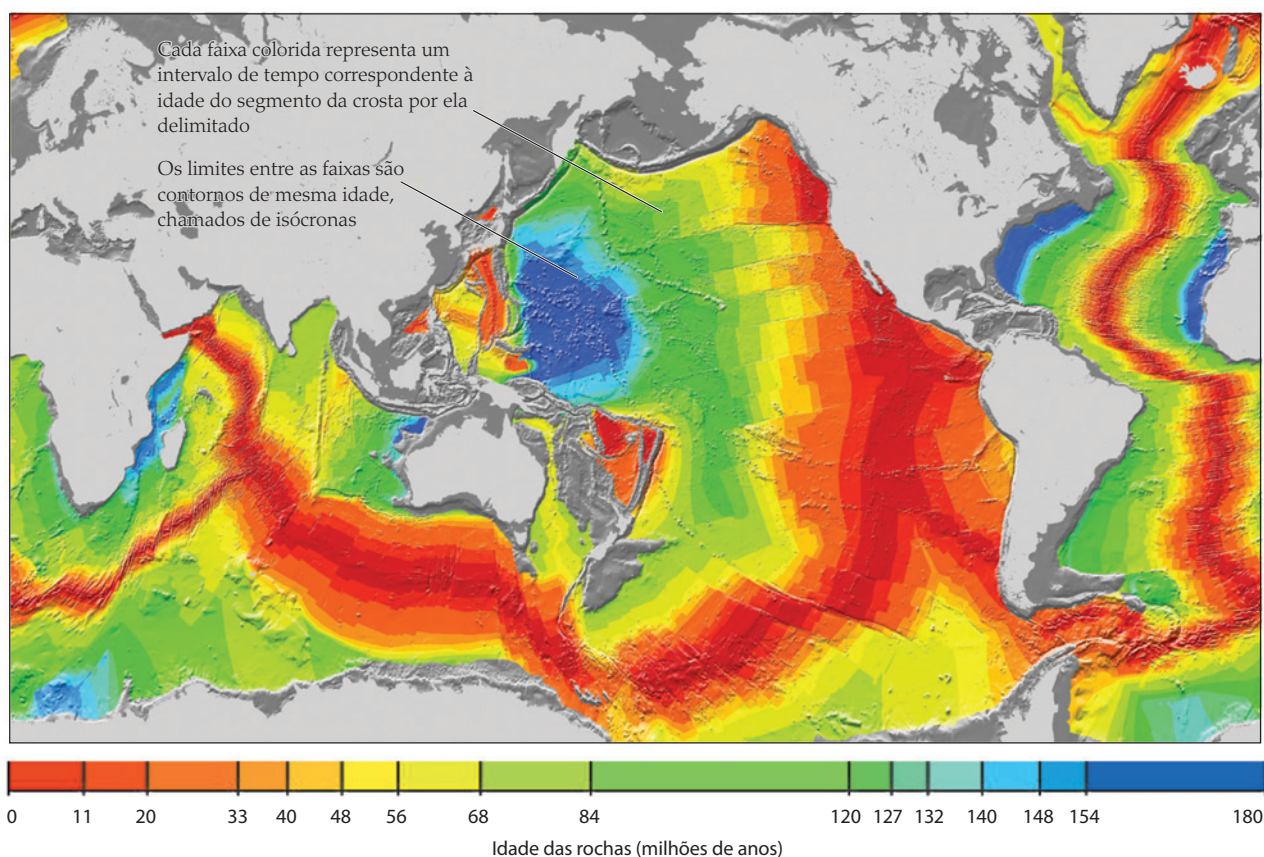 Cada faixa colorida representa um
intervalo de tempo correspondente à
idade do segmento da crosta por ela
delimitado
Os limites entre as faixas são
contornos de mesma idade,
chamados de isócronas
0 11 20 33 40 48 56 68 84 120 127 132 140 148 154 180
Idade das rochas (milhões de anos)